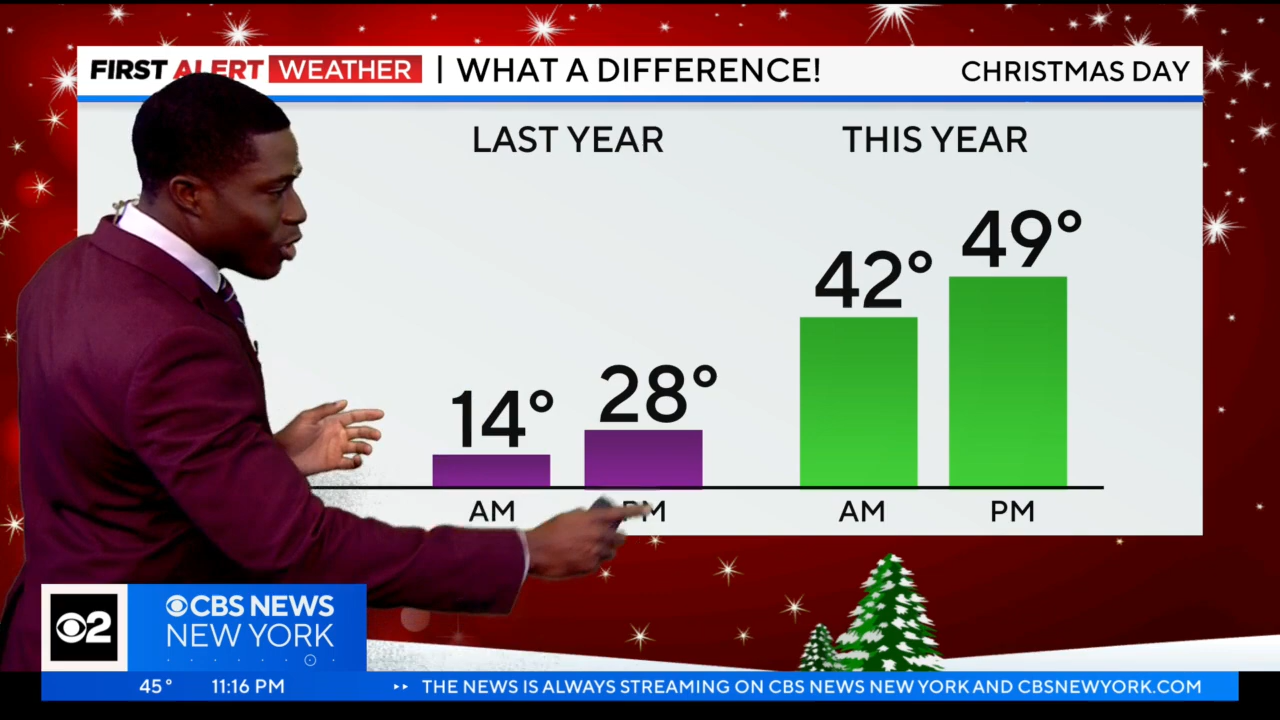 FIRST ALERT WEATHER | WHAT A DIFFERENCE! CHRISTMAS DAY
LAST YEAR THIS YEAR
14° 28° 42° 49°
AM PM AM PM
2 CBS NEWS
NEW YORK
45° 11:16 PM THE NEWS IS ALWAYS STREAMING ON CBS NEWS NEW YORK AND CBSNEWYORK.COM